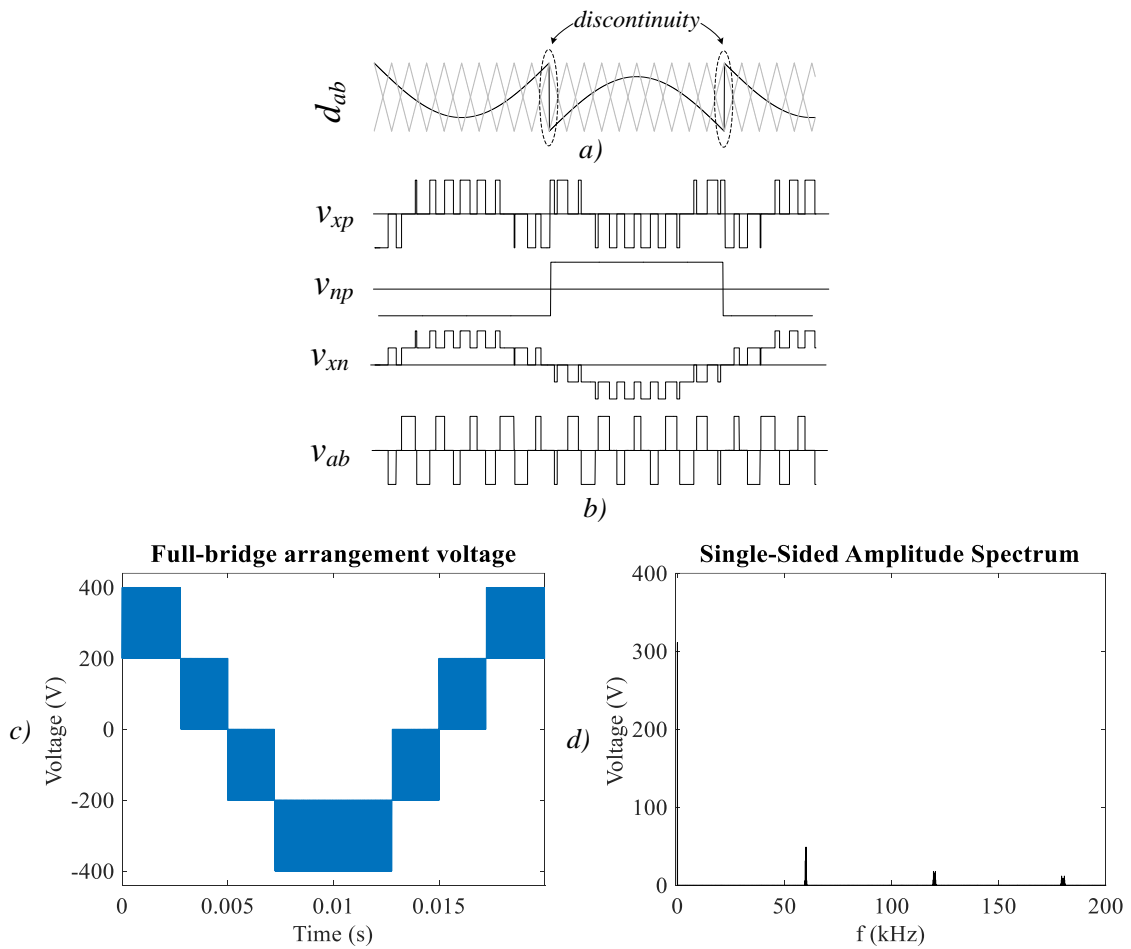 discontinuity
d_ab
a)
v_xp
v_np
v_xn
v_ab
b)
Full-bridge arrangement voltage
400
200
0
-200
-400
Voltage (V)
0
0.005
0.01
0.015
Time (s)
c)
Single-Sided Amplitude Spectrum
400
300
200
100
0
Voltage (V)
0
50
100
150
200
f (kHz)
d)